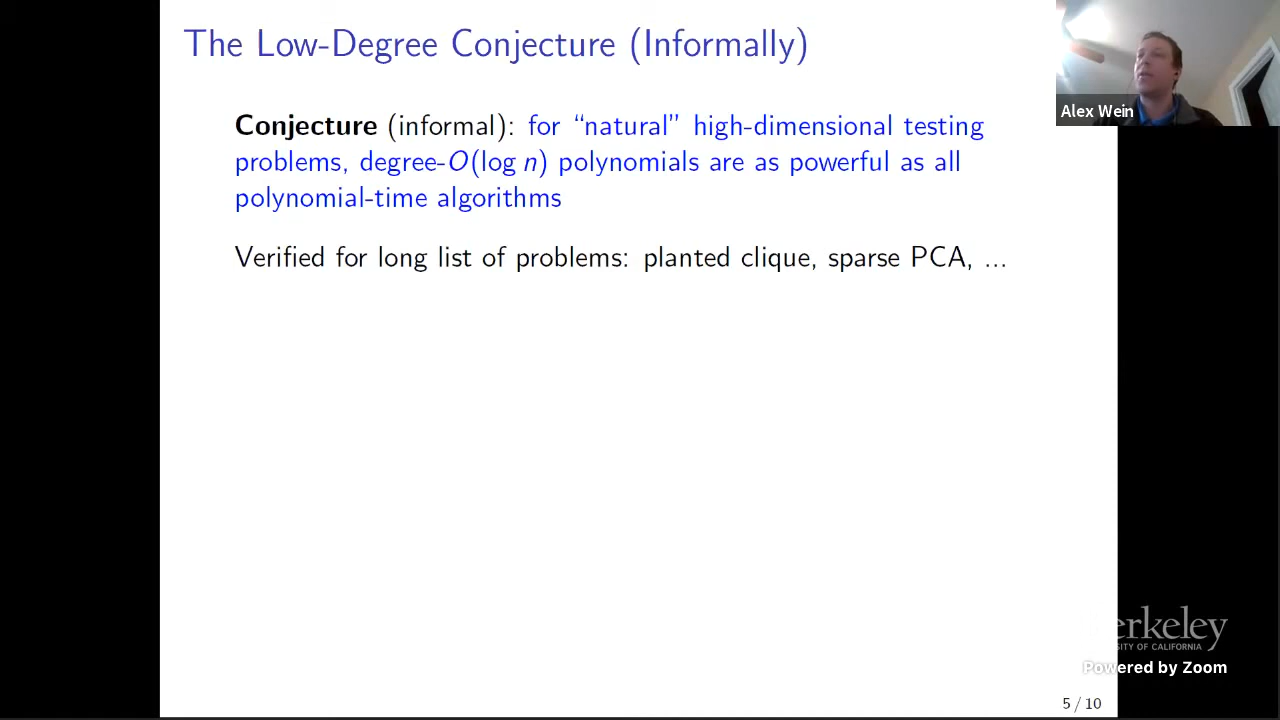 The Low-Degree Conjecture (Informally)
Alex Wein
Conjecture (informal): for “natural” high-dimensional testing
problems, degree-O(log n) polynomials are as powerful as all
polynomial-time algorithms
Verified for long list of problems: planted clique, sparse PCA, ...
erkeley
SITY OF CALIFORNIA
Powered by Zoom
5 / 10